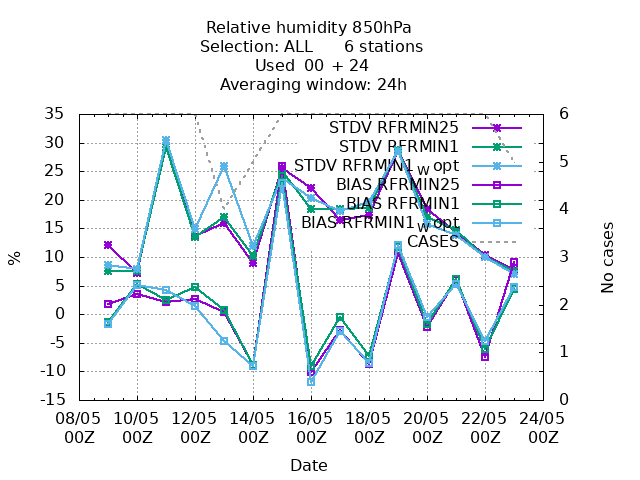 Relative humidity 850hPa
Selection: ALL      6 stations
Used  00 + 24
Averaging window: 24h
STDV RFRMIN25
STDV RFRMIN1
STDV RFRMIN1_W opt
BIAS RFRMIN25
BIAS RFRMIN1
BIAS RFRMIN1_W opt
CASES
35
30
25
20
15
10
5
0
-5
-10
-15
%
6
5
4
3
2
1
0
No cases
08/05 10/05 12/05 14/05 16/05 18/05 20/05 22/05 24/05
00Z 00Z 00Z 00Z 00Z 00Z 00Z 00Z 00Z
Date